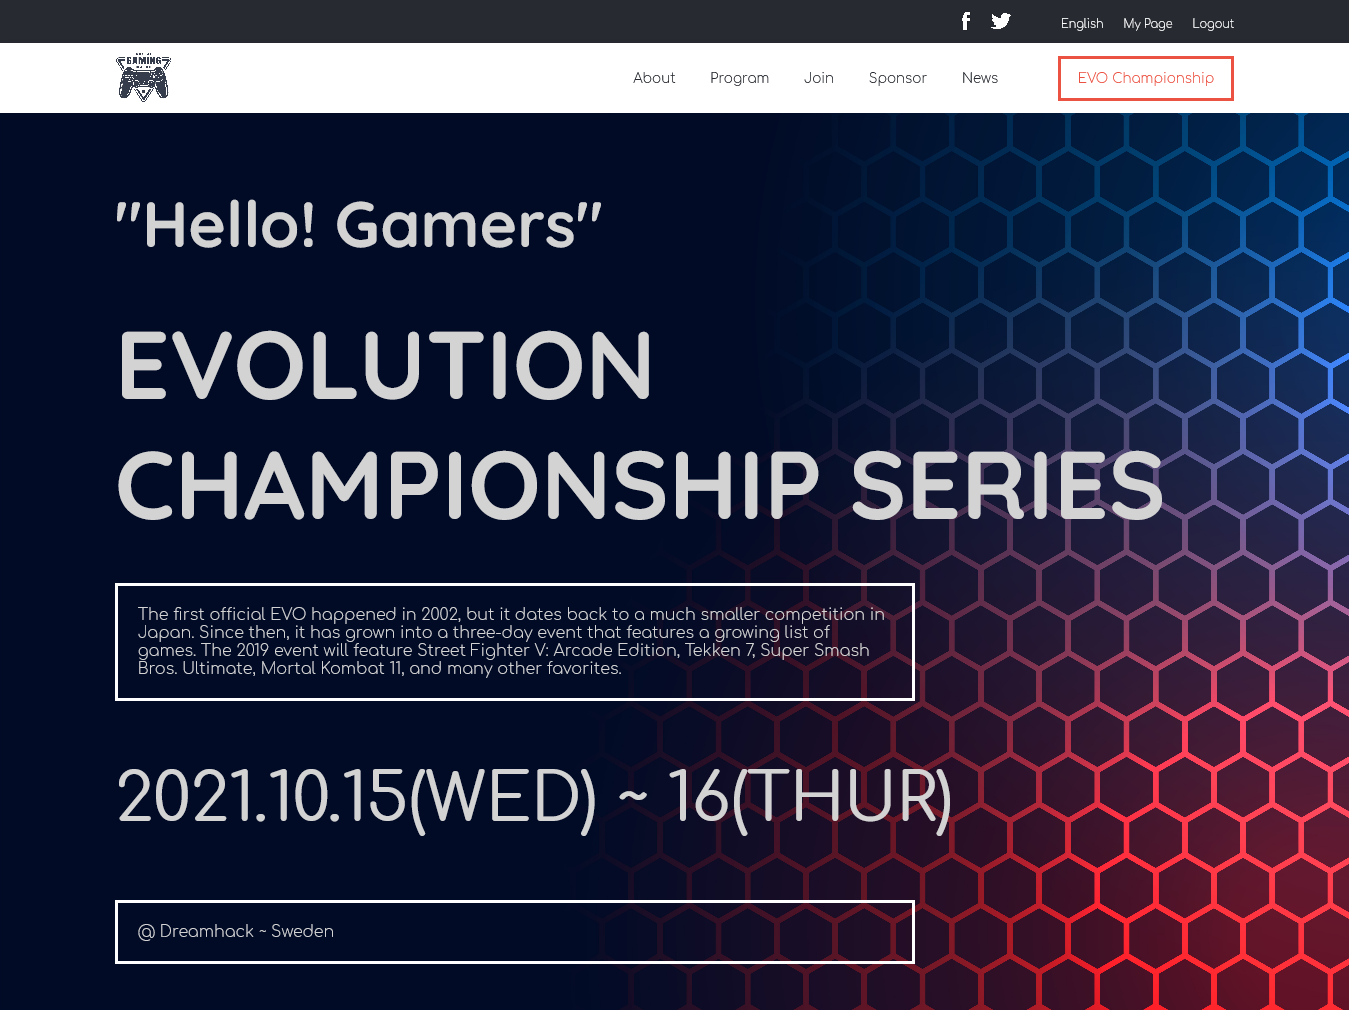 English My Page Logout
GAMING
About Program Join Sponsor News EVO Championship
"Hello! Gamers"
EVOLUTION
CHAMPIONSHIP SERIES
The first official EVO happened in 2002, but it dates back to a much smaller competition in
Japan. Since then, it has grown into a three-day event that features a growing list of
games. The 2019 event will feature Street Fighter V: Arcade Edition, Tekken 7, Super Smash
Bros. Ultimate, Mortal Kombat 11, and many other favorites.
2021.10.15(WED) ~ 16(THUR)
@ Dreamhack ~ Sweden